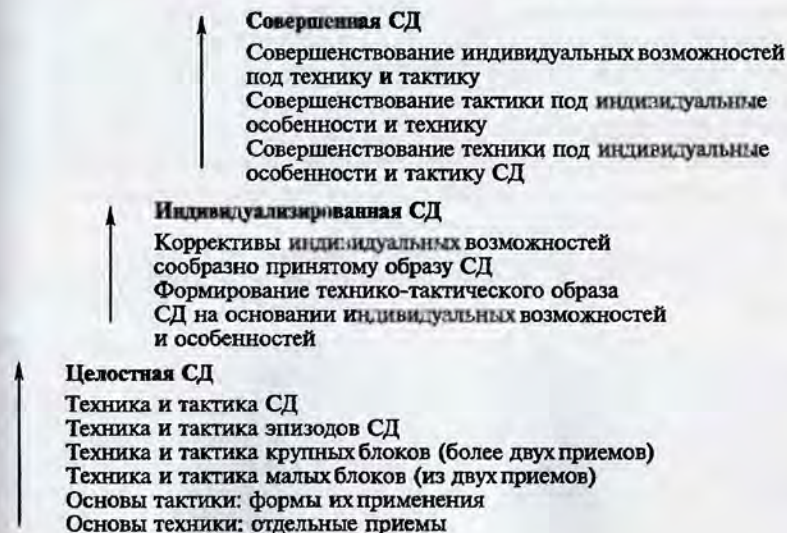 Совершенная СД
Совершенствование индивидуальных возможностей
под технику и тактику
Совершенствование тактики под индивидуальные
особенности и технику
Совершенствование техники под индивидуальные
особенности и тактику СД
Индивидуализированная СД
Коррективы индивидуальных возможностей
сообразно принятому образу СД
Формирование технико-тактического образа
СД на основании индивидуальных возможностей
и особенностей
Целостная СД
Техника и тактика СД
Техника и тактика эпизодов СД
Техника и тактика крупных блоков (более двух приемов)
Техника и тактика малых блоков (из двух приемов)
Основы тактики: формы их применения
Основы техники: отдельные приемы